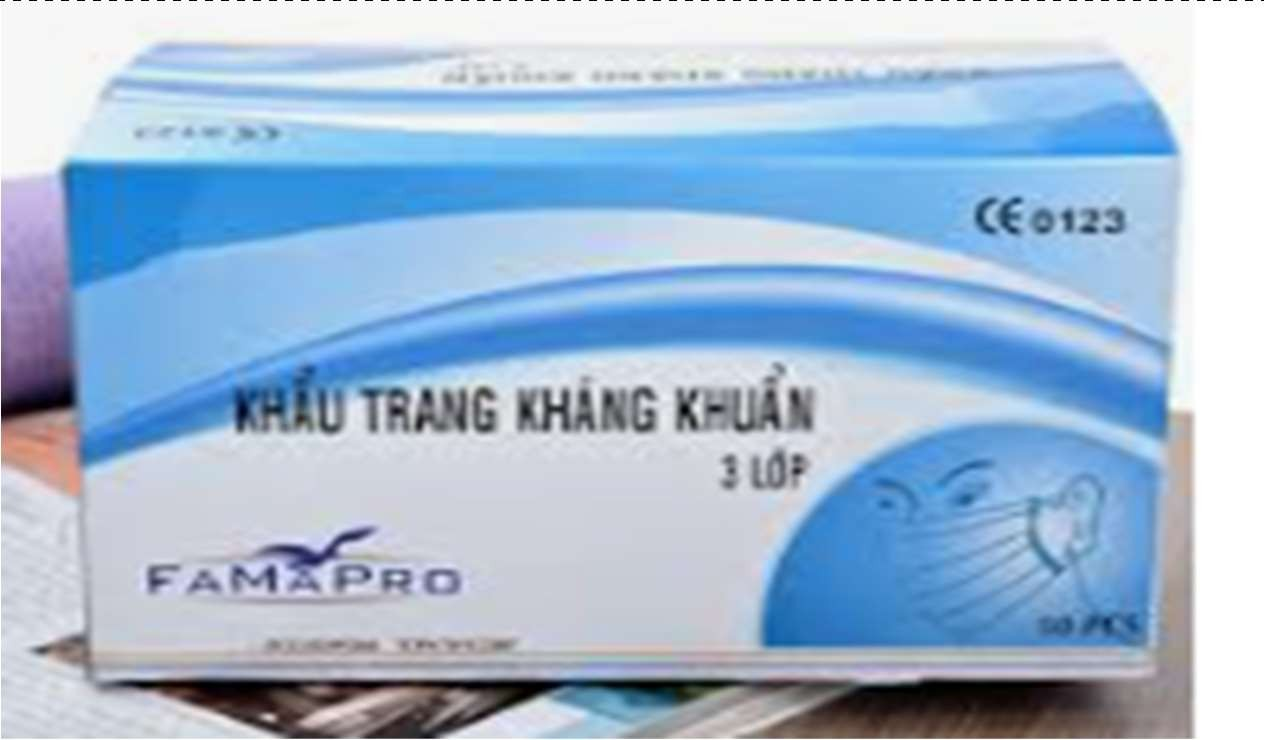 CE 0123
KHẨU TRANG KHÁNG KHUẨN
3 LỚP
FAMAPRO
50 PCS